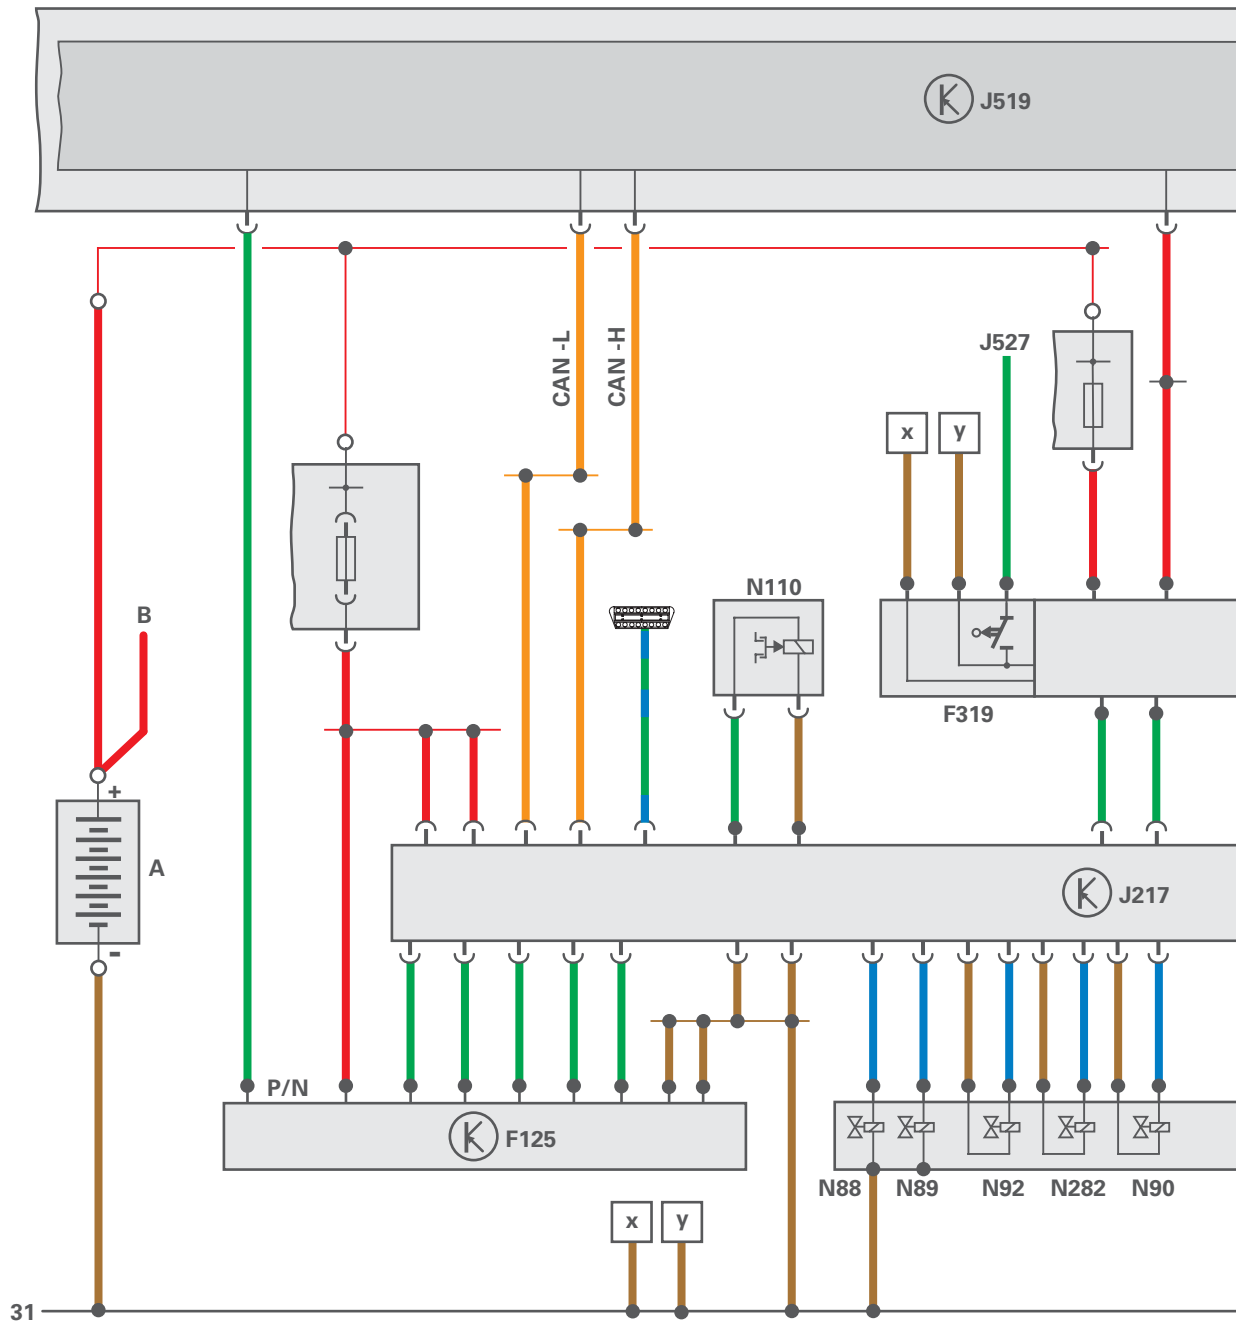 J519
CAN -L
CAN -H
J527
x
y
N110
B
F319
+
A
J217
-
P/N
F125
N88
N89
N92
N282
N90
x
y
31